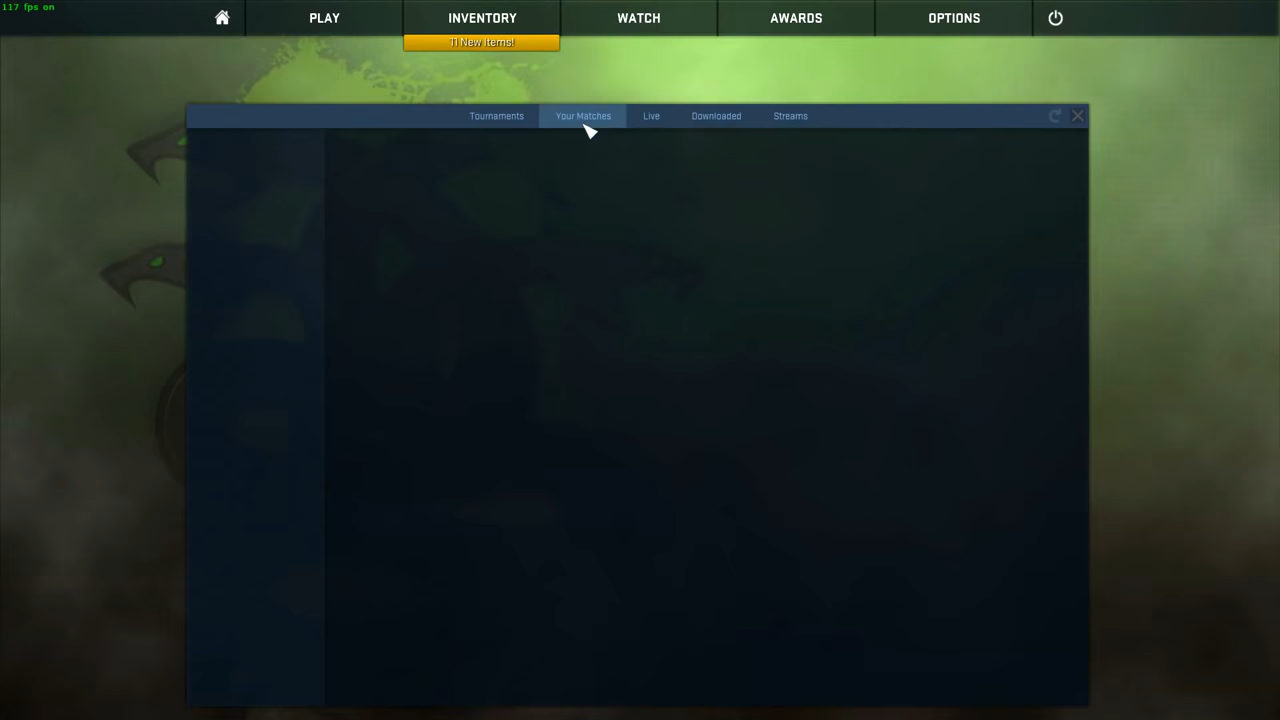 117 fps on
PLAY
INVENTORY
WATCH
AWARDS
OPTIONS
11 New Items!
Tournaments
Your Matches
Live
Downloaded
Streams